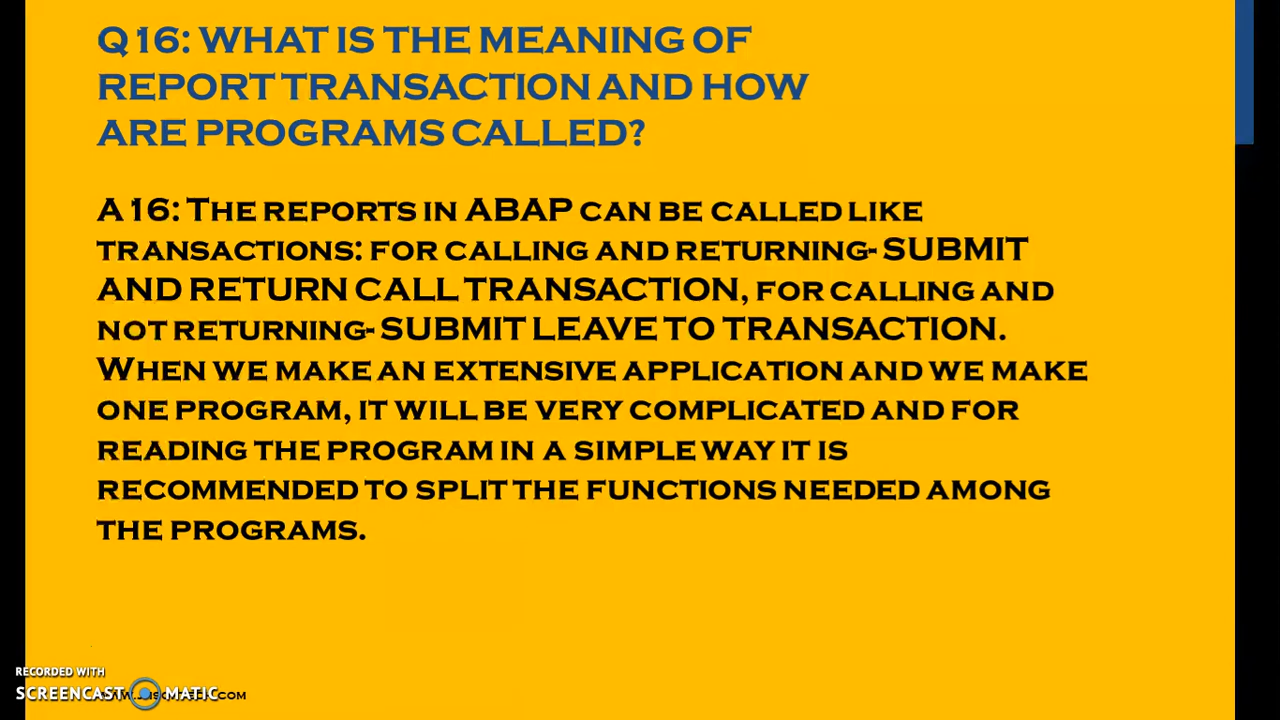 Q16: WHAT IS THE MEANING OF
REPORT TRANSACTION AND HOW
ARE PROGRAMS CALLED?
A16: THE REPORTS IN ABAP CAN BE CALLED LIKE
TRANSACTIONS: FOR CALLING AND RETURNING- SUBMIT
AND RETURN CALL TRANSACTION, FOR CALLING AND
NOT RETURNING- SUBMIT LEAVE TO TRANSACTION.
WHEN WE MAKE AN EXTENSIVE APPLICATION AND WE MAKE
ONE PROGRAM, IT WILL BE VERY COMPLICATED AND FOR
READING THE PROGRAM IN A SIMPLE WAY IT IS
RECOMMENDED TO SPLIT THE FUNCTIONS NEEDED AMONG
THE PROGRAMS.
RECORDED WITH
SCREENCAST MATIC